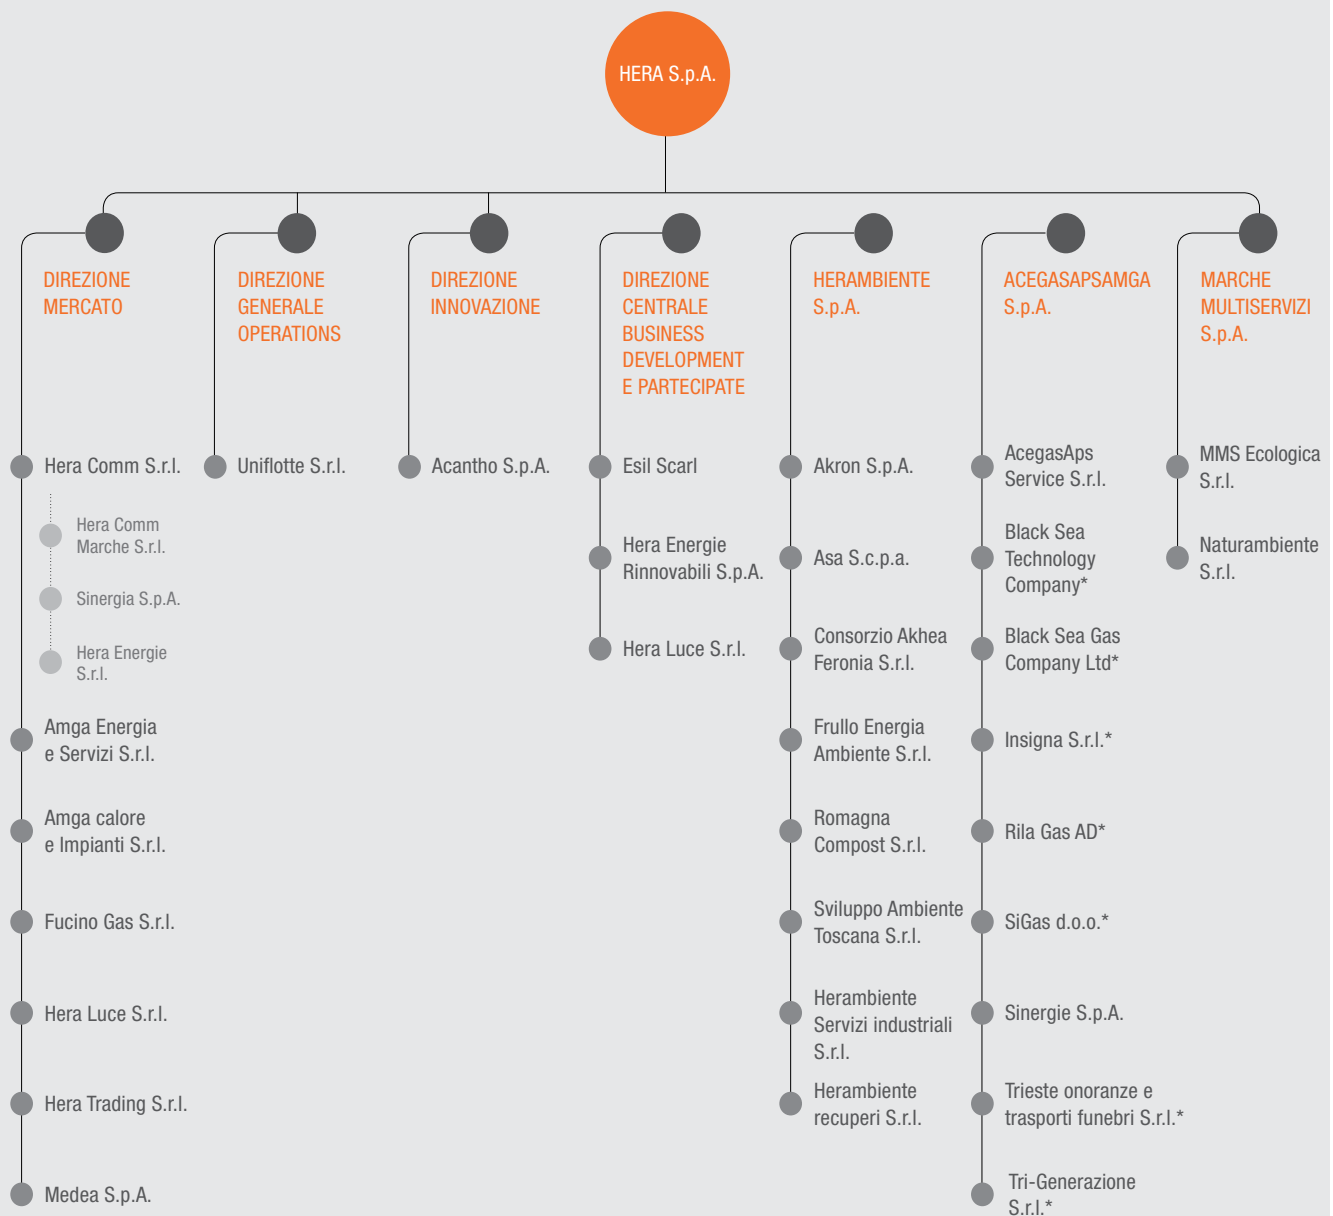 HERA S.p.A.
DIREZIONE
MERCATO
Hera Comm S.r.l.
Hera Comm
Marche S.r.l.
Sinergia S.p.A.
Hera Energie
S.r.l.
Amga Energia
e Servizi S.r.l.
Amga calore
e Impianti S.r.l.
Fucino Gas S.r.l.
Hera Luce S.r.l.
Hera Trading S.r.l.
Medea S.p.A.
DIREZIONE
GENERALE
OPERATIONS
Uniflotte S.r.l.
DIREZIONE
INNOVAZIONE
Acantho S.p.A.
DIREZIONE
CENTRALE
BUSINESS
DEVELOPMENT
E PARTECIPATE
Esil Scarl
Hera Energie
Rinnovabili S.p.A.
Hera Luce S.r.l.
HERAMBIENTE
S.p.A.
Akron S.p.A.
Asa S.c.p.a.
Consorzio Akhea
Feronia S.r.l.
Frullo Energia
Ambiente S.r.l.
Romagna
Compost S.r.l.
Sviluppo Ambiente
Toscana S.r.l.
Herambiente
Servizi industriali
S.r.l.
Herambiente
recuperi S.r.l.
ACEGASAPSAMGA
S.p.A.
AcegasAps
Service S.r.l.
Black Sea
Technology
Company*
Black Sea Gas
Company Ltd*
Insigna S.r.l.*
Rila Gas AD*
SiGas d.o.o.*
Sinergie S.p.A.
Trieste onoranze e
trasporti funebri S.r.l.*
Tri-Generazione
S.r.l.*
MARCHE
MULTISERVIZI
S.p.A.
MMS Ecologica
S.r.l.
Naturambiente
S.r.l.